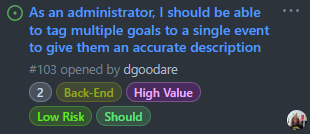 As an administrator, I should be able
to tag multiple goals to a single event
to give them an accurate description
#103 opened by dgoodare
2 Back-End High Value
Low Risk Should